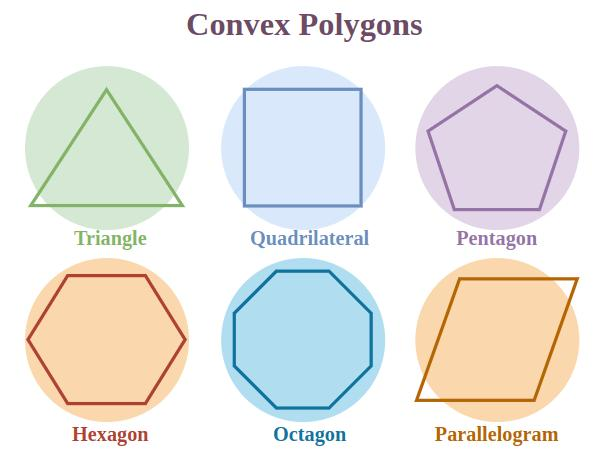 Convex Polygons
Triangle
Quadrilateral
Pentagon
Hexagon
Octagon
Parallelogram